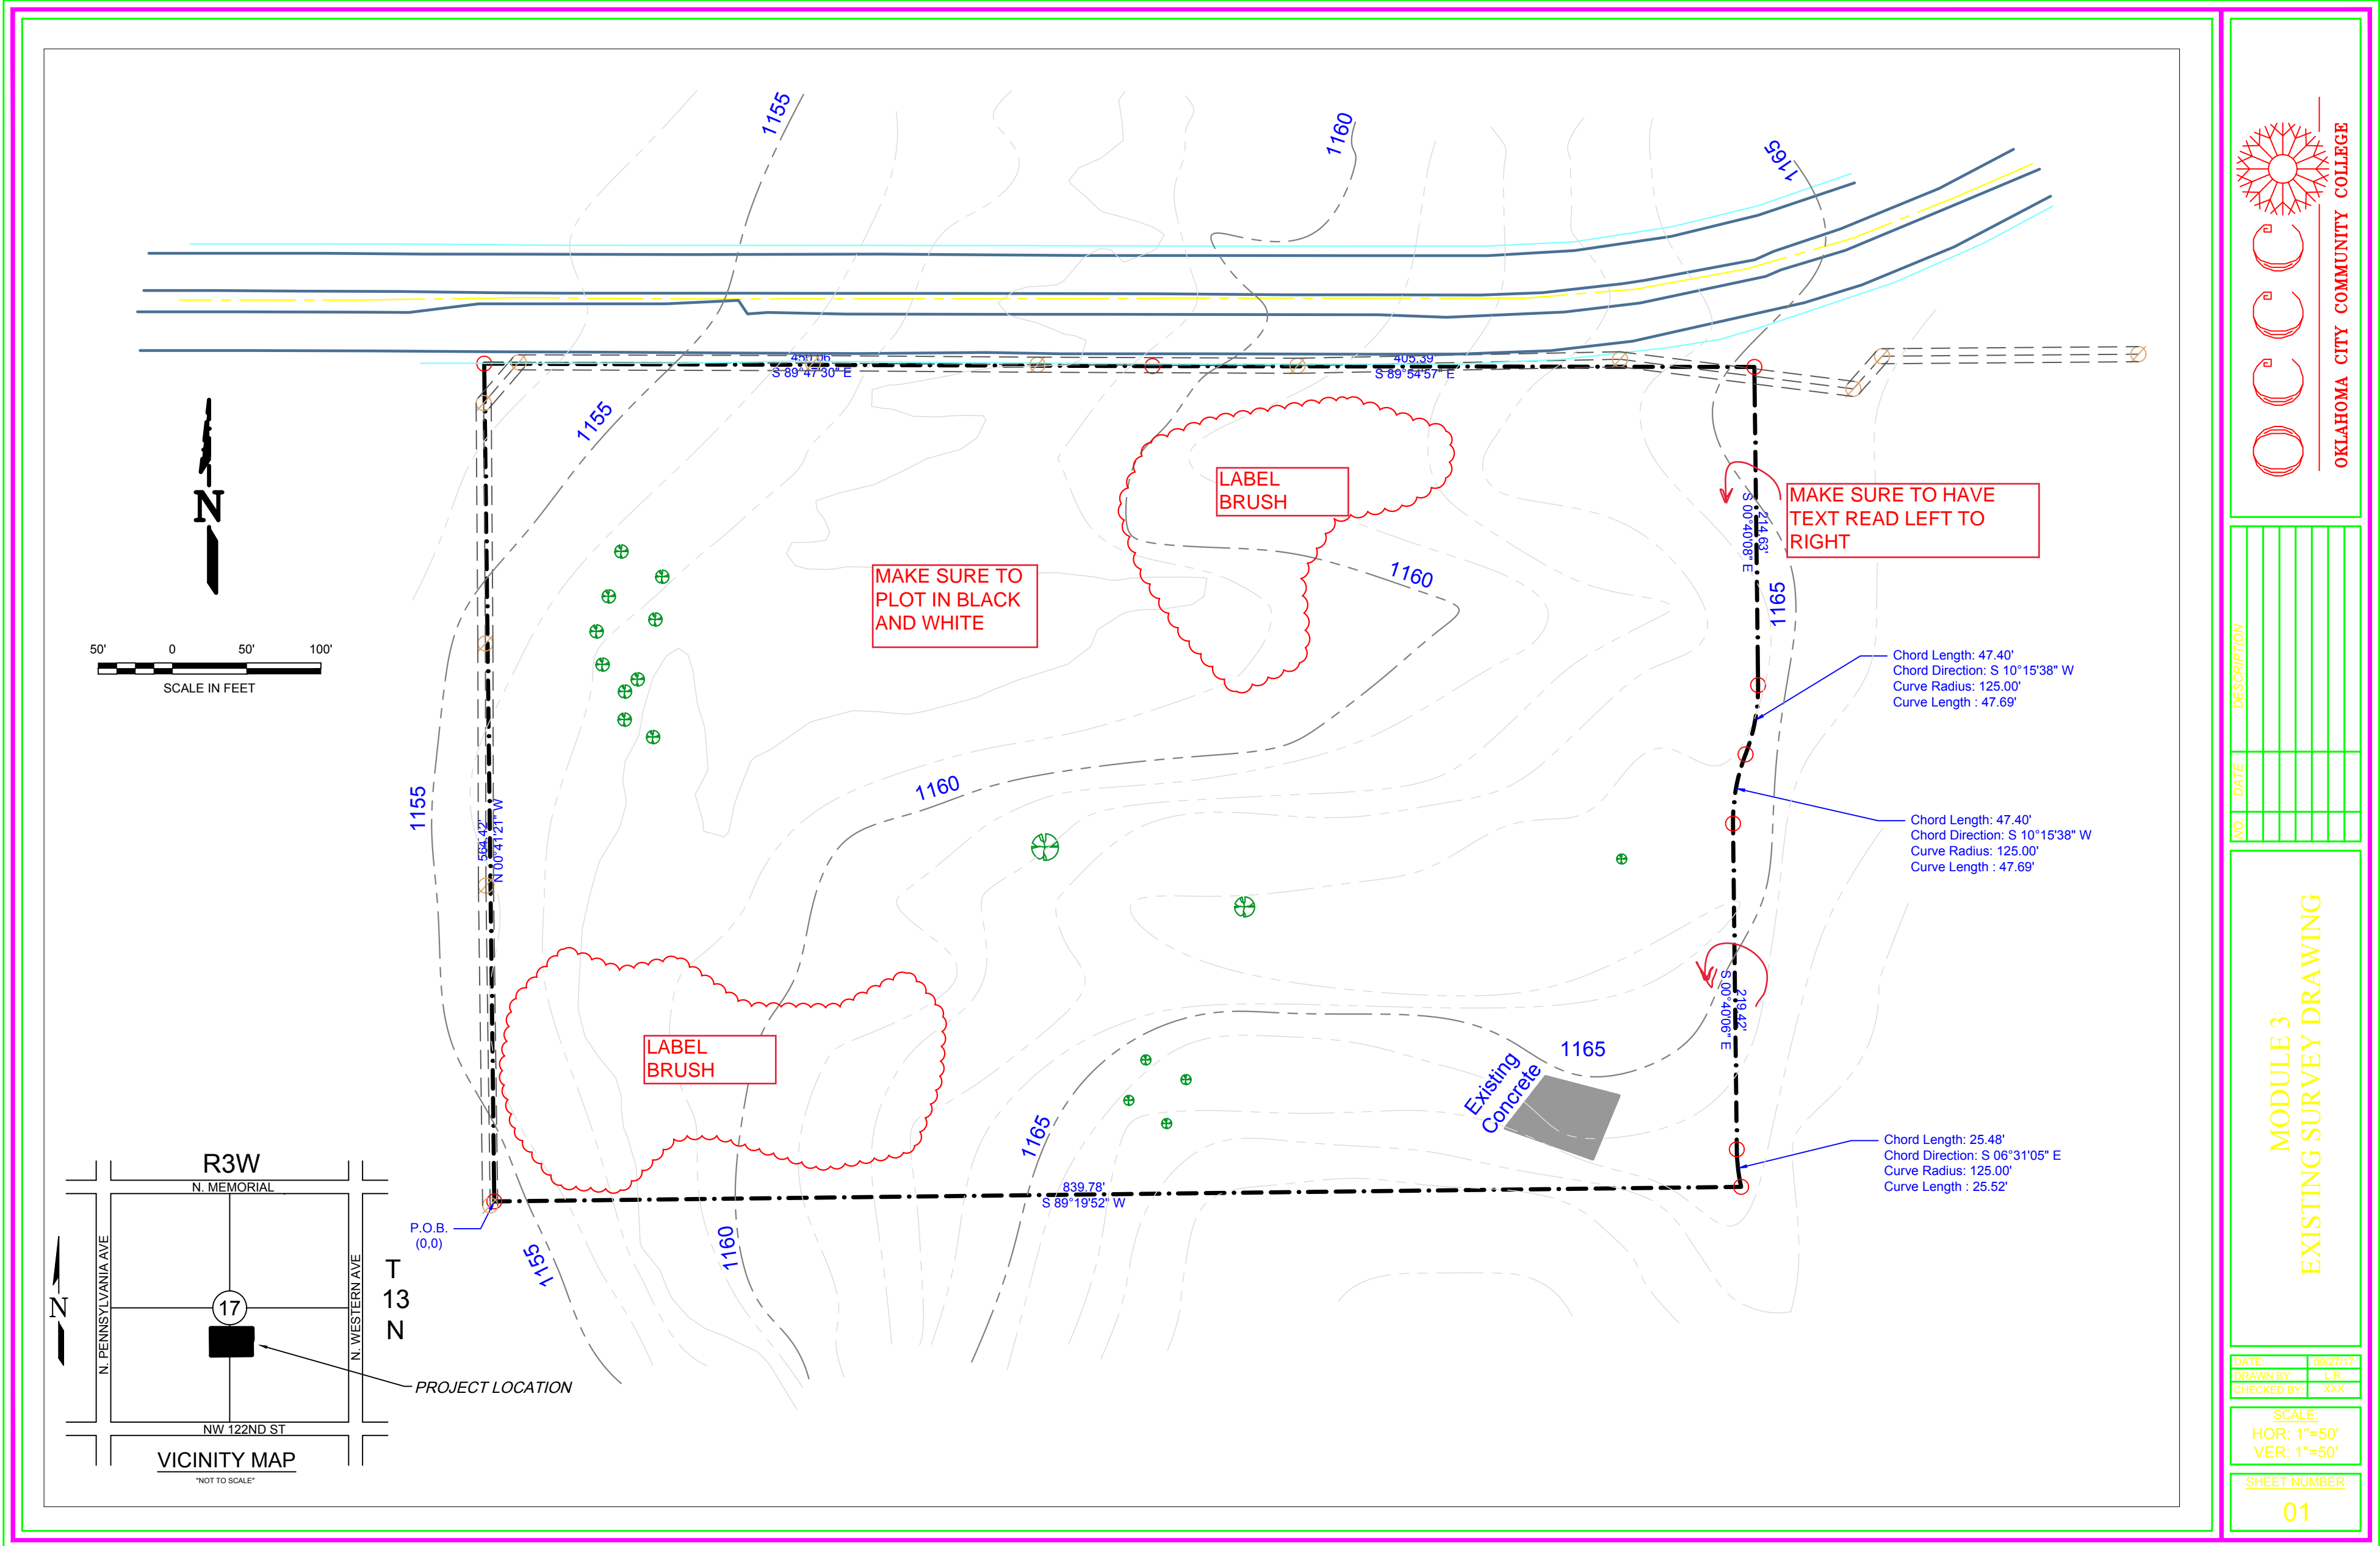 1155
1160
1165
450.06'
S 89°47'30" E
405.39'
S 89°54'57" E
1155
N
50' 0 50' 100'
SCALE IN FEET
LABEL
BRUSH
MAKE SURE TO HAVE
TEXT READ LEFT TO
RIGHT
214.63'
S 00°40'08" E
MAKE SURE TO
PLOT IN BLACK
AND WHITE
1160
1165
Chord Length: 47.40'
Chord Direction: S 10°15'38" W
Curve Radius: 125.00'
Curve Length : 47.69'
1155
564.42'
N 00°41'21" W
1160
Chord Length: 47.40'
Chord Direction: S 10°15'38" W
Curve Radius: 125.00'
Curve Length : 47.69'
219.42'
S 00°40'06" E
LABEL
BRUSH
1165
Existing
Concrete
1165
Chord Length: 25.48'
Chord Direction: S 06°31'05" E
Curve Radius: 125.00'
Curve Length : 25.52'
839.78'
S 89°19'52" W
P.O.B.
(0,0)
1155
1160
R3W
N. MEMORIAL
N. PENNSYLVANIA AVE
N. WESTERN AVE
T
13
N
N
17
PROJECT LOCATION
NW 122ND ST
VICINITY MAP
"NOT TO SCALE"
OCCC
OKLAHOMA CITY COMMUNITY COLLEGE
NO. DATE DESCRIPTION
MODULE 3
EXISTING SURVEY DRAWING
DATE: 09/27/17
DRAWN BY: L.R.
CHECKED BY: XXX
SCALE:
HOR: 1"=50'
VER: 1"=50'
SHEET NUMBER
01